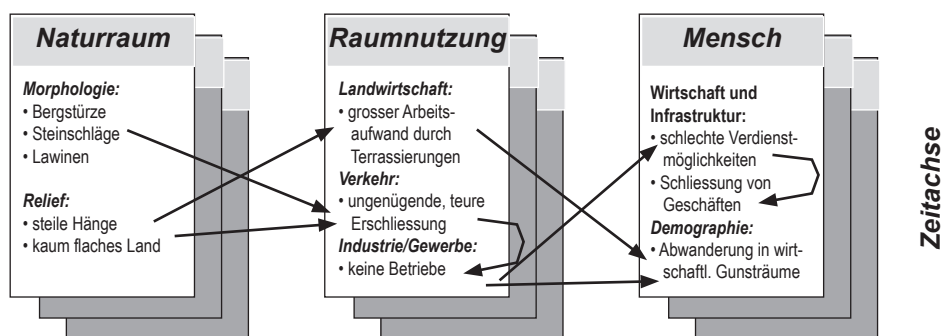 Naturraum
Morphologie:
• Bergstürze
• Steinschläge
• Lawinen
Relief:
• steile Hänge
• kaum flaches Land
Raumnutzung
Landwirtschaft:
• grosser Arbeits-
aufwand durch
Terrassierungen
Verkehr:
• ungenügende, teure
Erschliessung
Industrie/Gewerbe:
• keine Betriebe
Mensch
Wirtschaft und
Infrastruktur:
• schlechte Verdienst-
möglichkeiten
• Schliessung von
Geschäften
Demographie:
• Abwanderung in wirt-
schaftl. Gunsträume
Zeitachse